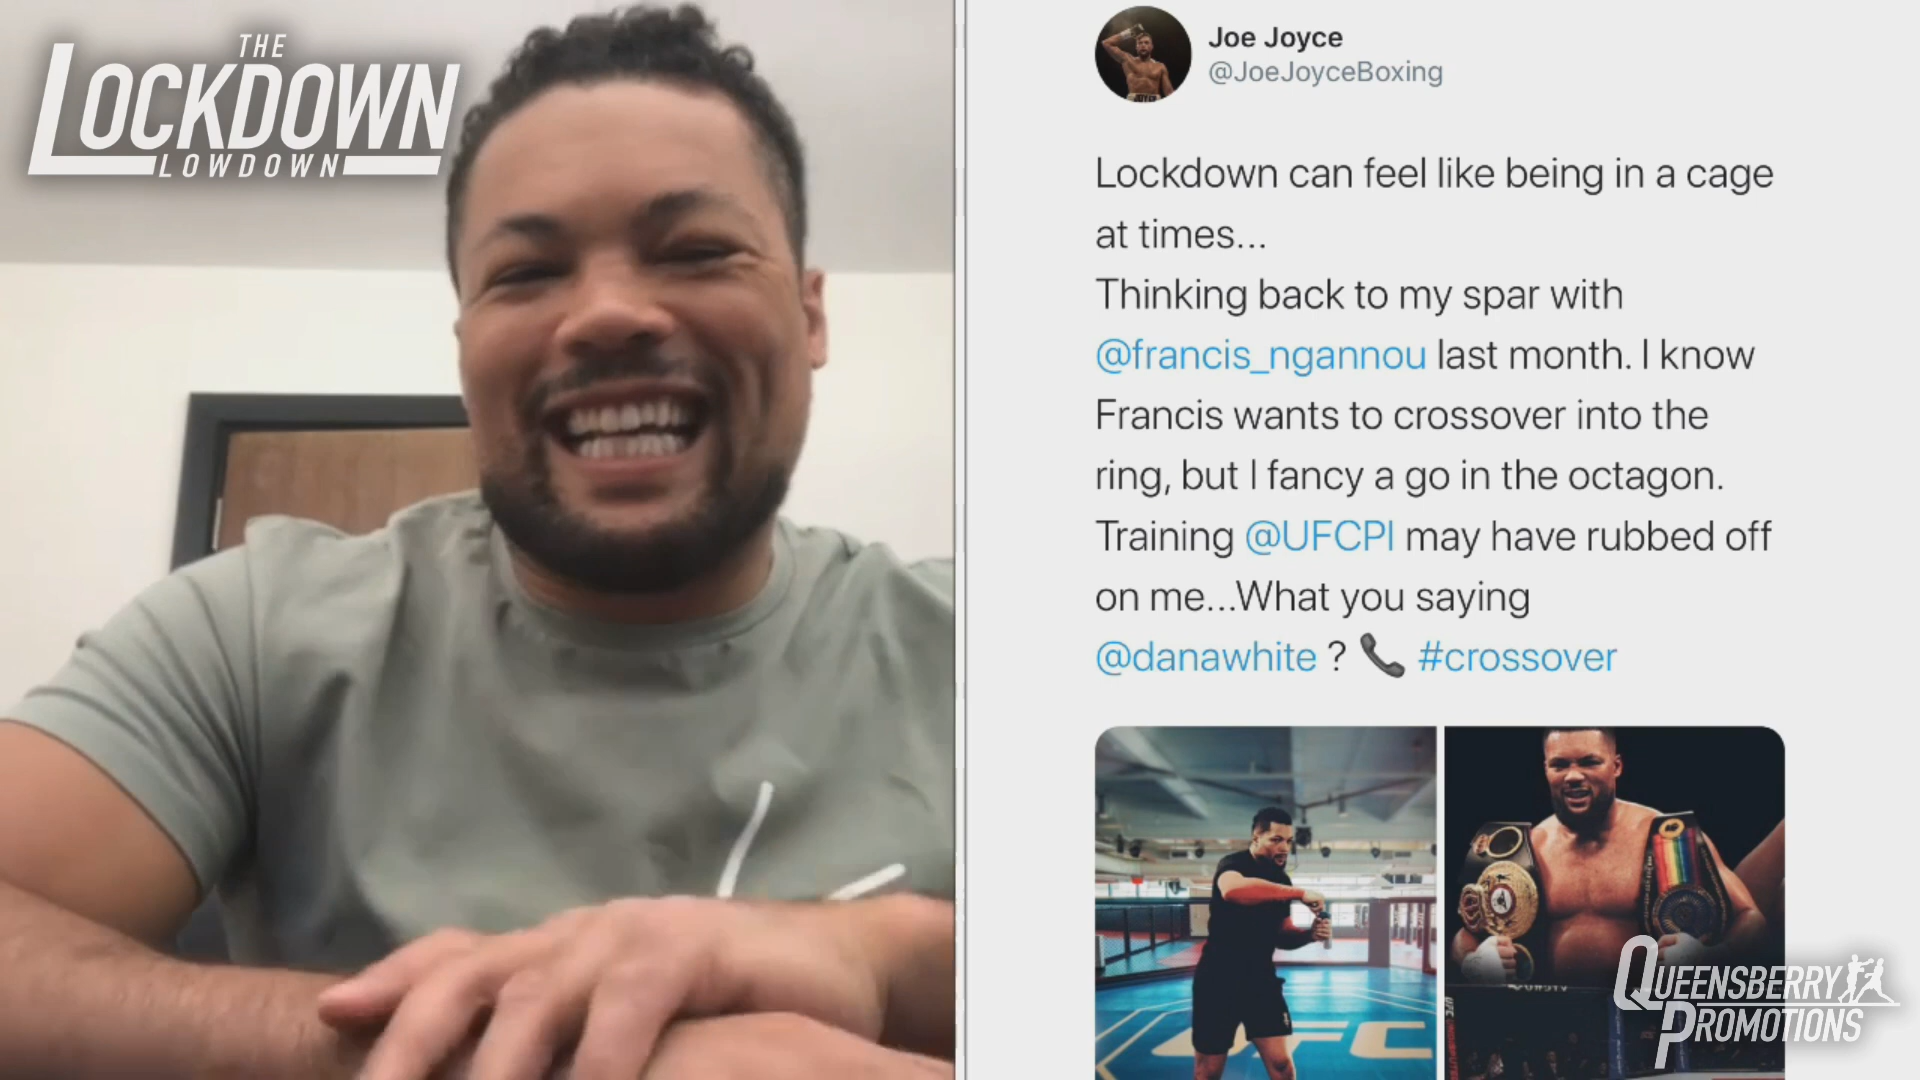 THE
LOCKDOWN
LOWDOWN
Joe Joyce
@JoeJoyceBoxing
Lockdown can feel like being in a cage
at times...
Thinking back to my spar with
@francis_ngannou last month. I know
Francis wants to crossover into the
ring, but I fancy a go in the octagon.
Training @UFCPI may have rubbed off
on me...What you saying
@danawhite ? 📞 #crossover
UFC
QUEENSBERRY
PROMOTIONS